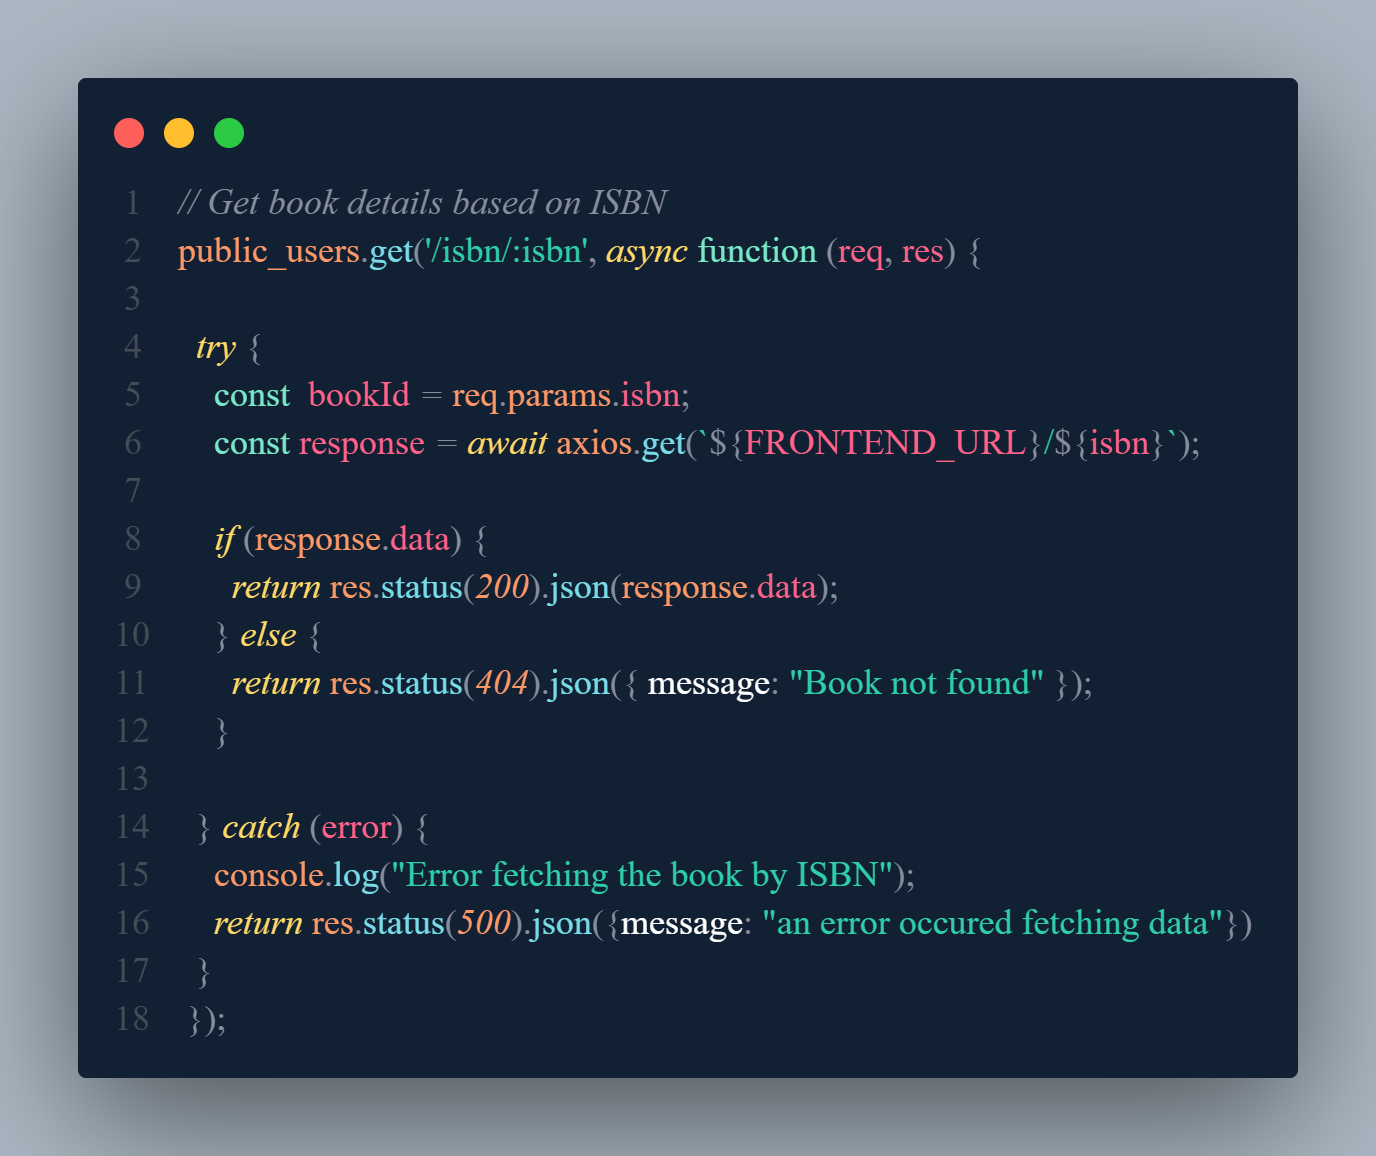 1 // Get book details based on ISBN
2 public_users.get('/isbn/:isbn', async function (req, res) {
3
4 try {
5 const  bookId = req.params.isbn;
6 const response = await axios.get(`${FRONTEND_URL}/${isbn}`);
7
8 if (response.data) {
9 return res.status(200).json(response.data);
10 } else {
11 return res.status(404).json({ message: "Book not found" });
12 }
13
14 } catch (error) {
15 console.log("Error fetching the book by ISBN");
16 return res.status(500).json({message: "an error occured fetching data"})
17 }
18 });